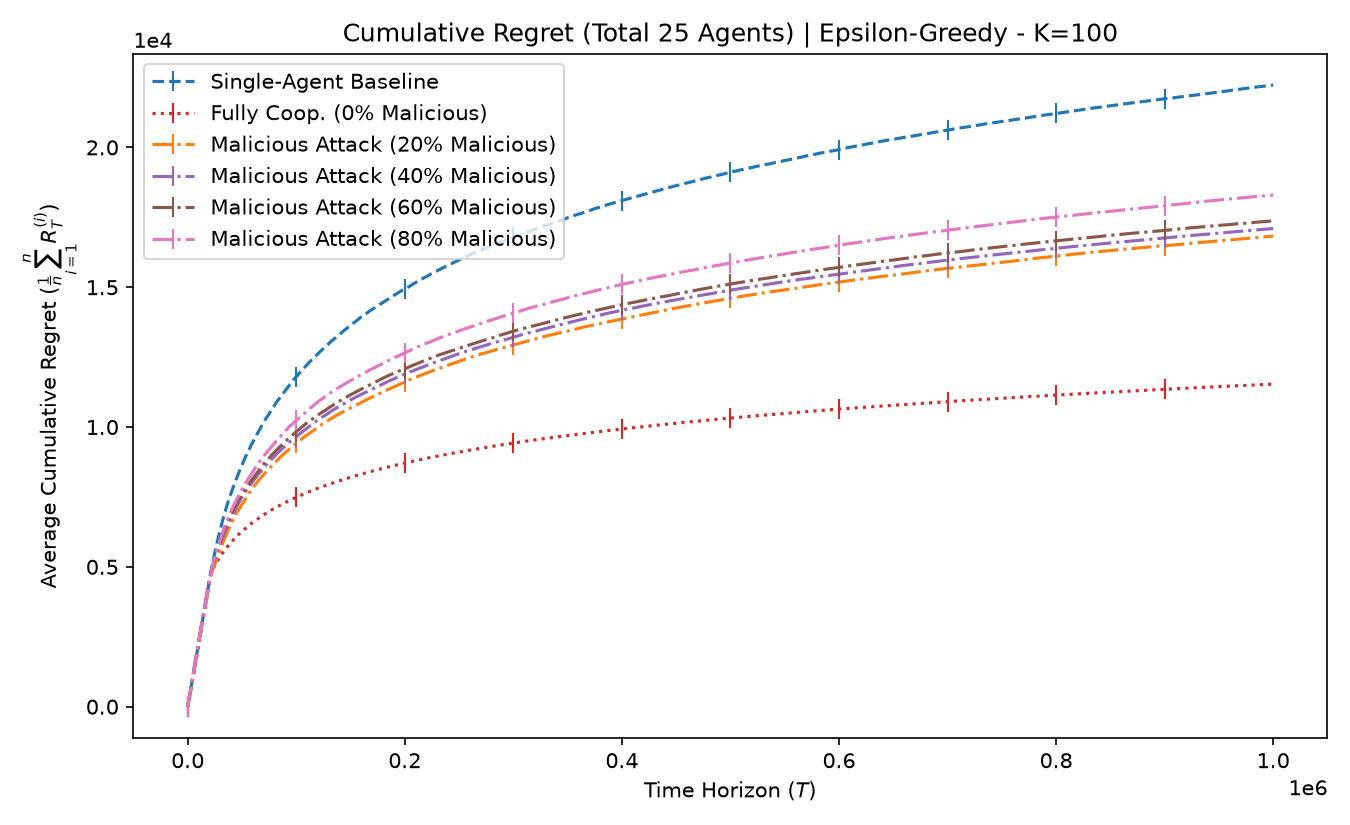 Cumulative Regret (Total 25 Agents) | Epsilon-Greedy - K=100
1e4
Single-Agent Baseline
Fully Coop. (0% Malicious)
Malicious Attack (20% Malicious)
Malicious Attack (40% Malicious)
Malicious Attack (60% Malicious)
Malicious Attack (80% Malicious)
Average Cumulative Regret ($\frac{1}{n}\sum_{i=1}^{n} R_T^{(i)}$)
2.0
1.5
1.0
0.5
0.0
0.0 0.2 0.4 0.6 0.8 1.0
Time Horizon (T)
1e6